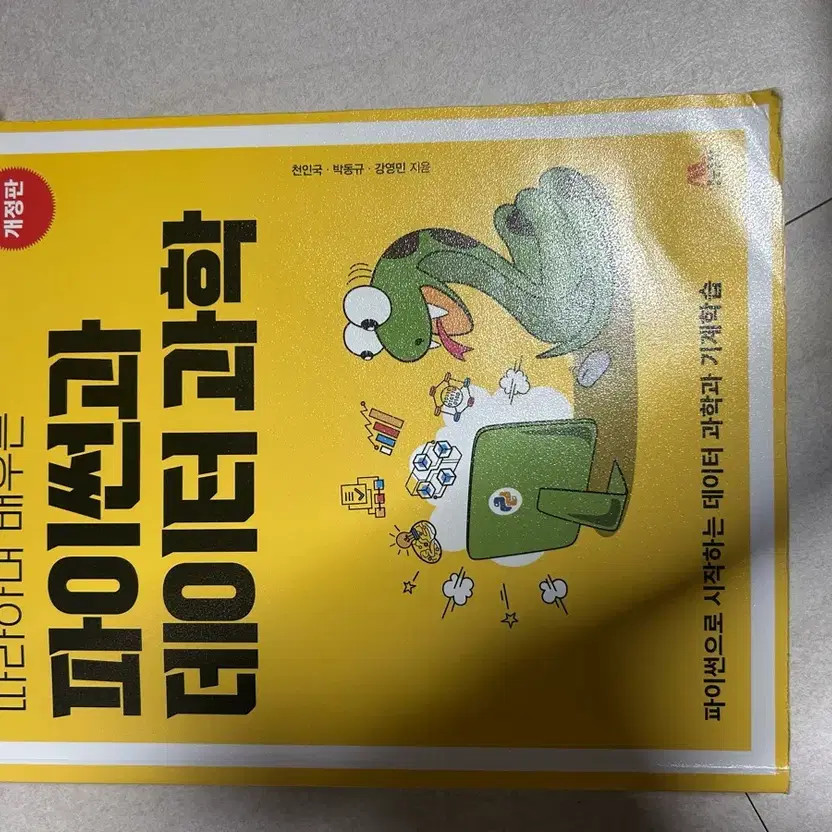 개정판
따라하며 배우는
파이썬과
데이터 과학
천인국 · 박동규 · 강영민 지음
파이썬으로 시작하는 데이터 과학과 기계학습